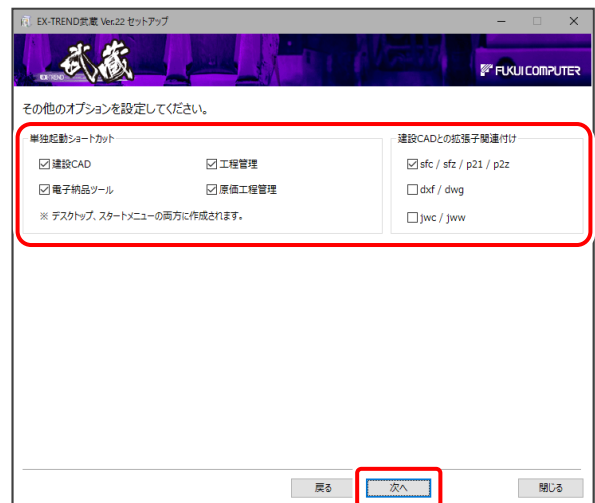 EX-TREND武蔵 Ver.22 セットアップ
EX-TREND 武蔵
FUKUI COMPUTER
その他のオプションを設定してください。
単独起動ショートカット
建設CADとの拡張子関連付け
建設CAD
工程管理
sfc / sfz / p21 / p2z
電子納品ツール
原価工程管理
dxf / dwg
※ デスクトップ、スタートメニューの両方に作成されます。
jwc / jww
戻る
次へ
閉じる